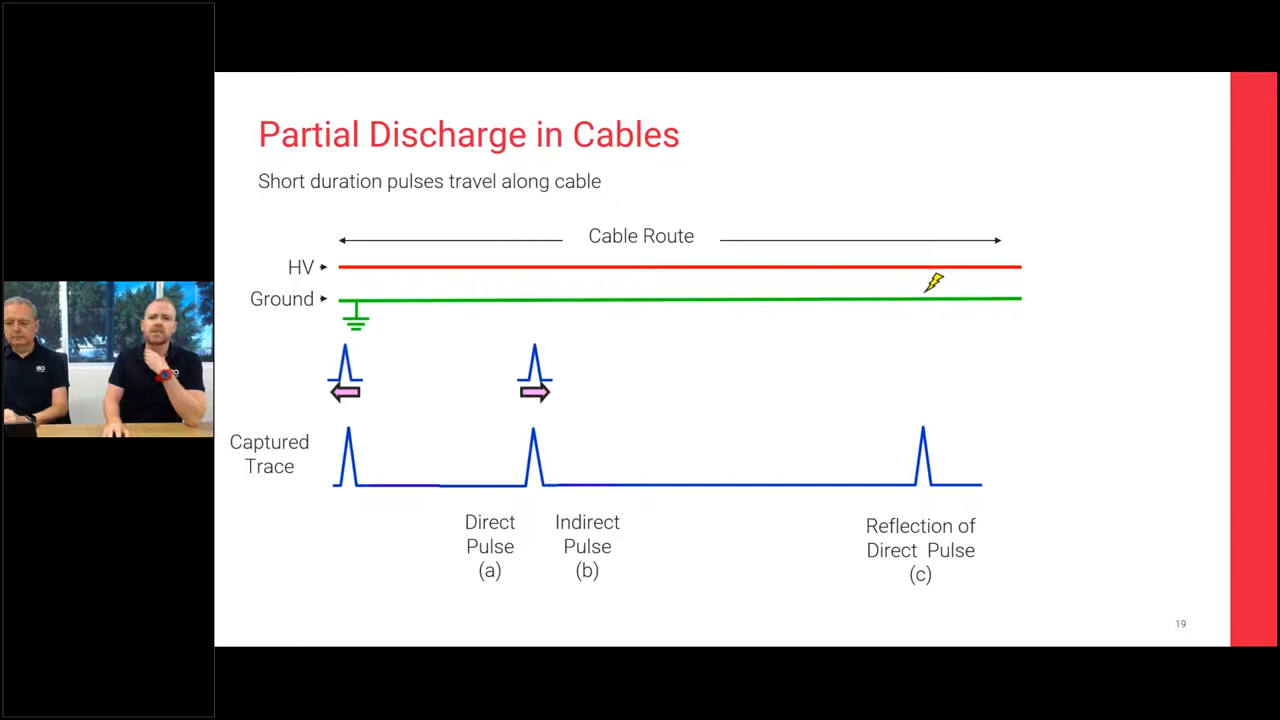 Partial Discharge in Cables
Short duration pulses travel along cable
Cable Route
HV
Ground
Captured
Trace
Direct
Pulse
(a)
Indirect
Pulse
(b)
Reflection of
Direct Pulse
(c)
19